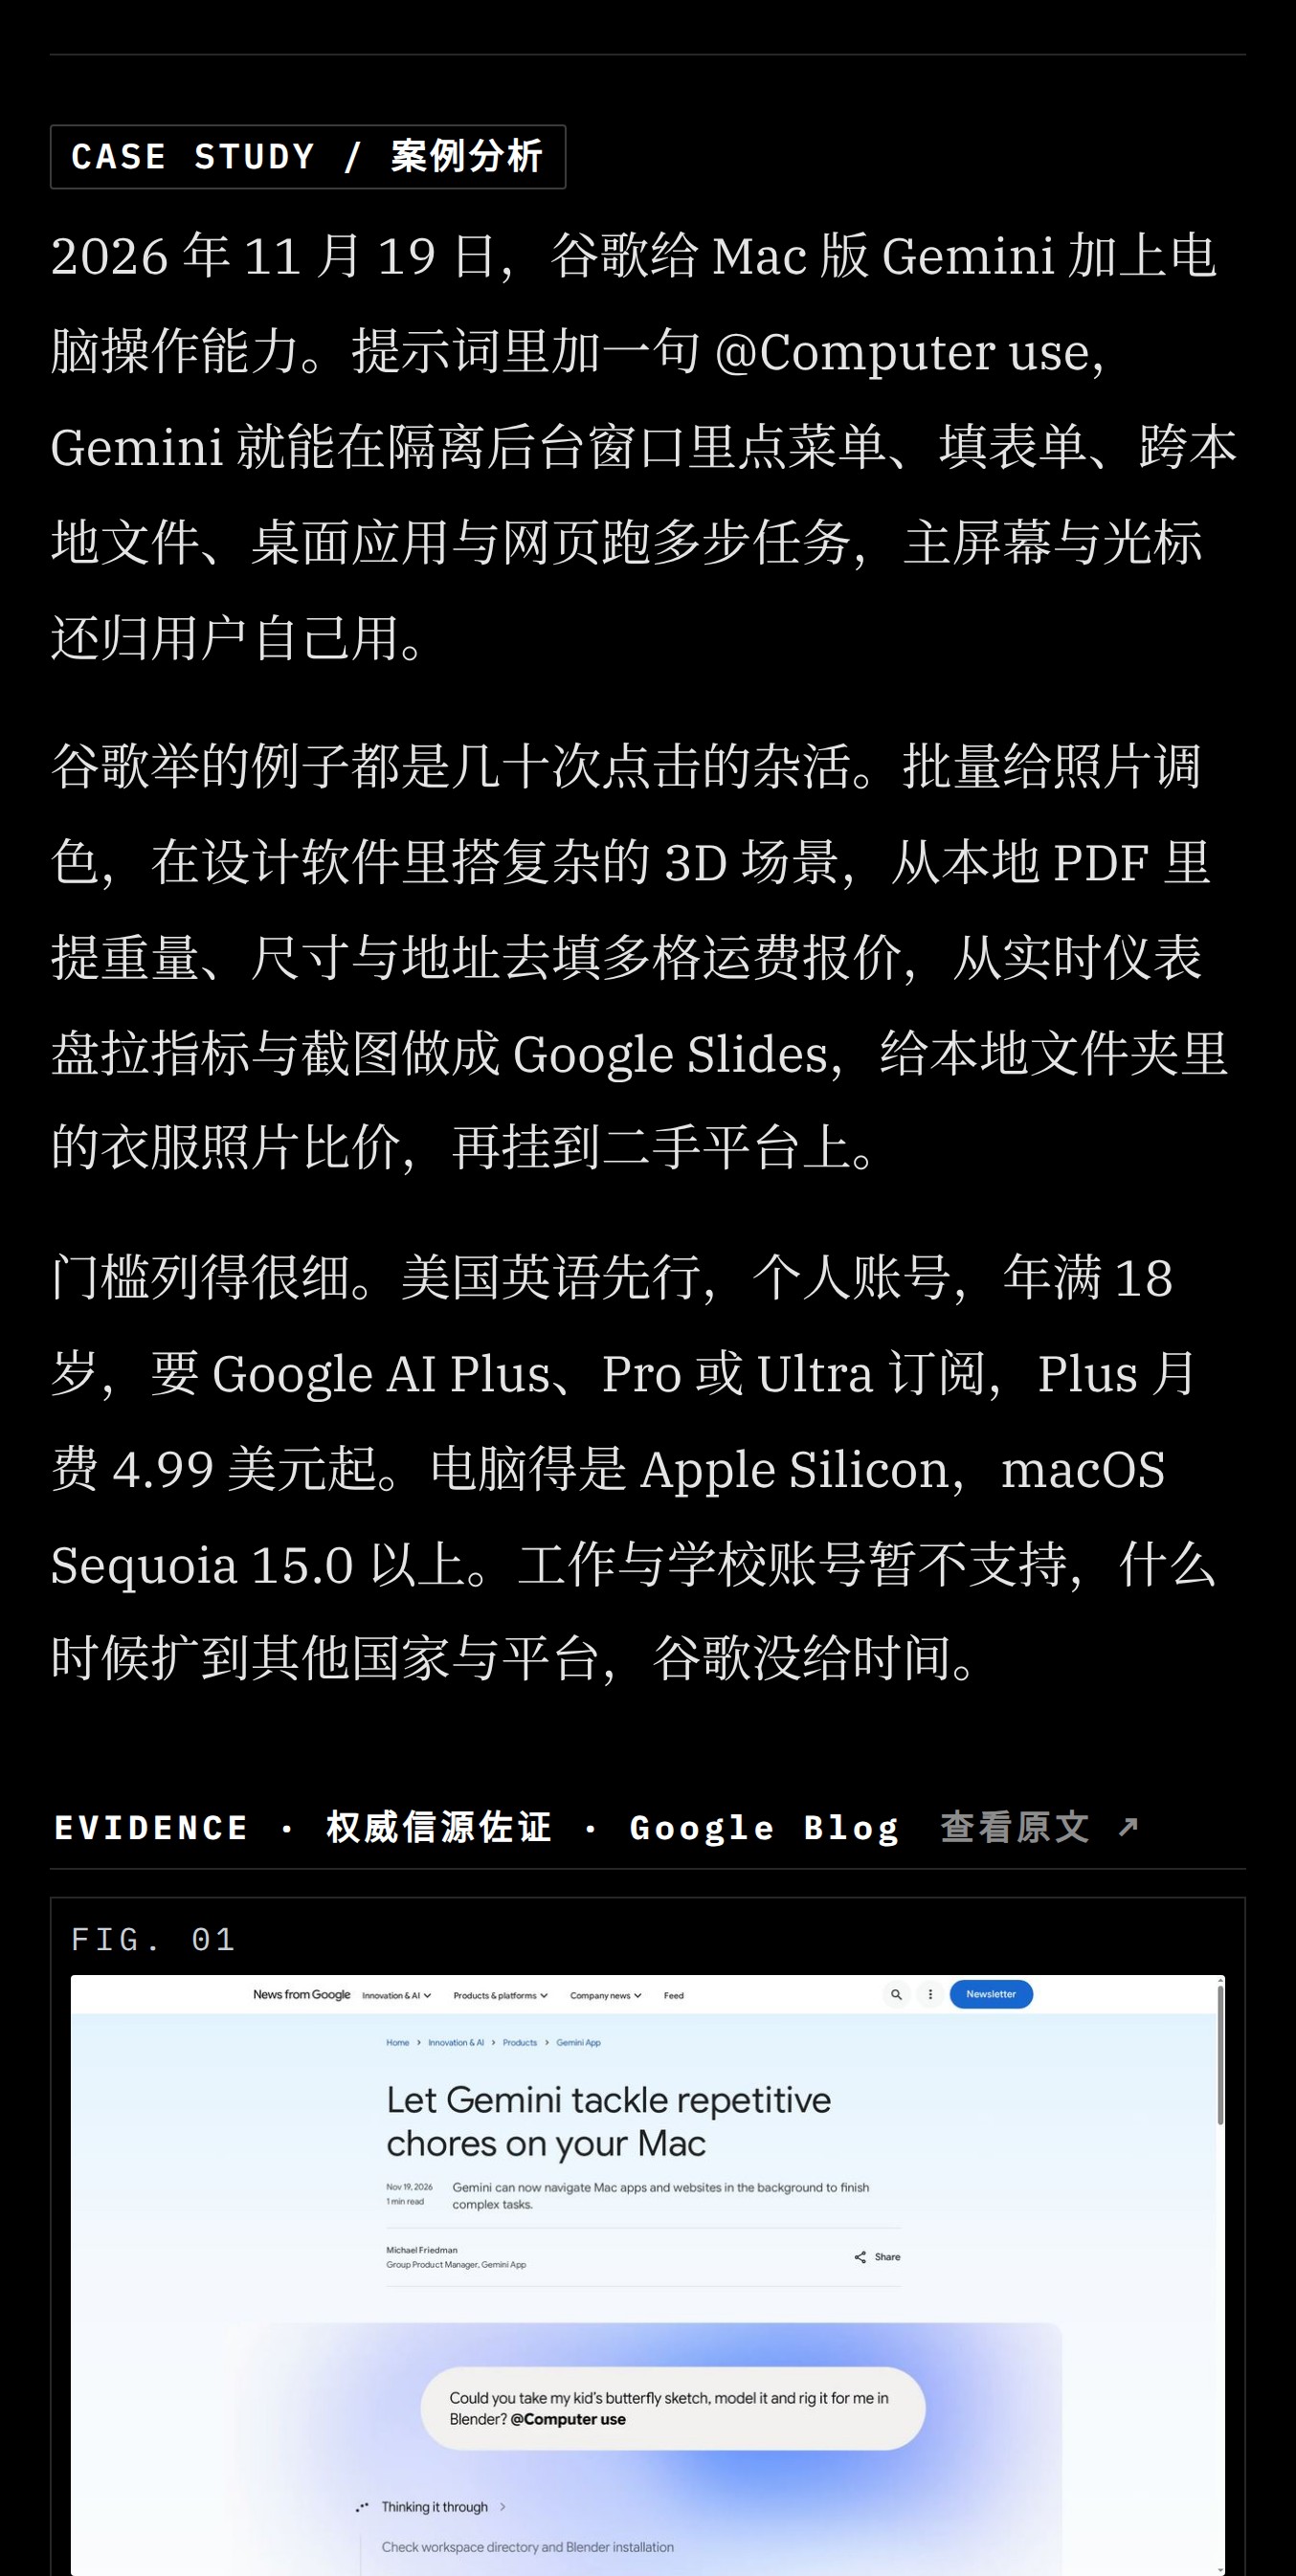 CASE STUDY / 案例分析
2026 年 11 月 19 日，谷歌给 Mac 版 Gemini 加上电
脑操作能力。提示词里加一句 @Computer use,
Gemini 就能在隔离后台窗口里点菜单、填表单、跨本
地文件、桌面应用与网页跑多步任务，主屏幕与光标
还归用户自己用。
谷歌举的例子都是几十次点击的杂活。批量给照片调
色，在设计软件里搭复杂的 3D 场景，从本地 PDF 里
提重量、尺寸与地址去填多格运费报价，从实时仪表
盘拉指标与截图做成 Google Slides，给本地文件夹里
的衣服照片比价，再挂到二手平台上。
门槛列得很细。美国英语先行，个人账号，年满 18
岁，要 Google AI Plus、Pro 或 Ultra 订阅，Plus 月
费 4.99 美元起。电脑得是 Apple Silicon，macOS
Sequoia 15.0 以上。工作与学校账号暂不支持，什么
时候扩到其他国家与平台，谷歌没给时间。
EVIDENCE · 权威信源佐证 · Google Blog 查看原文 ↗
FIG. 01
News from Google Innovation & AI Products & platforms Company news Feed Newsletter
Home > Innovation & AI > Products > Gemini App
Let Gemini tackle repetitive
chores on your Mac
Nov 19, 2026 Gemini can now navigate Mac apps and websites in the background to finish
1 min read complex tasks.
Michael Friedman
Group Product Manager, Gemini App
Share
Could you take my kid's butterfly sketch, model it and rig it for me in
Blender? @Computer use
Thinking it through >
Check workspace directory and Blender installation